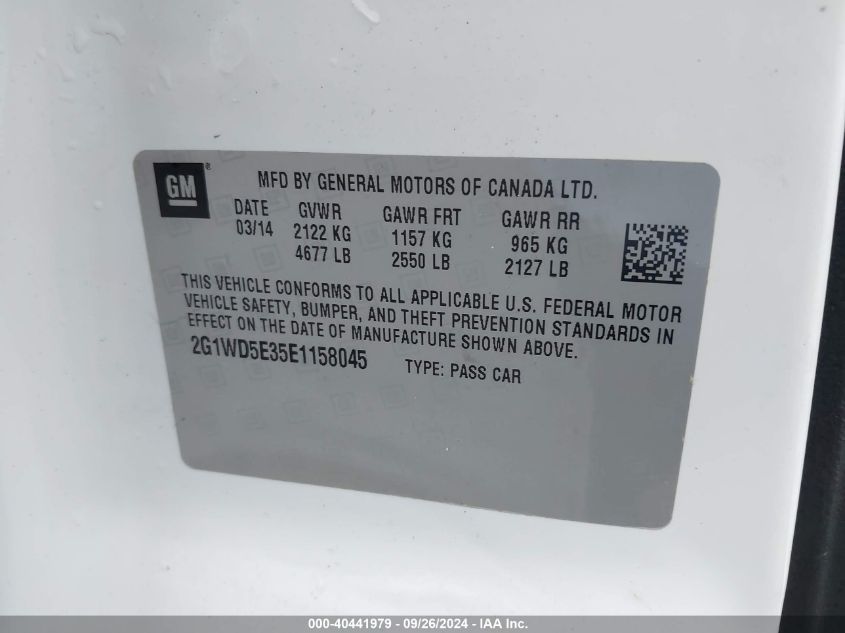 GM ®
MFD BY GENERAL MOTORS OF CANADA LTD.
DATE GVWR GAWR FRT GAWR RR
03/14 2122 KG 1157 KG 965 KG
4677 LB 2550 LB 2127 LB
THIS VEHICLE CONFORMS TO ALL APPLICABLE U.S. FEDERAL MOTOR
VEHICLE SAFETY, BUMPER, AND THEFT PREVENTION STANDARDS IN
EFFECT ON THE DATE OF MANUFACTURE SHOWN ABOVE.
2G1WD5E35E1158045 TYPE: PASS CAR
000-40441979 - 09/26/2024 - IAA Inc.